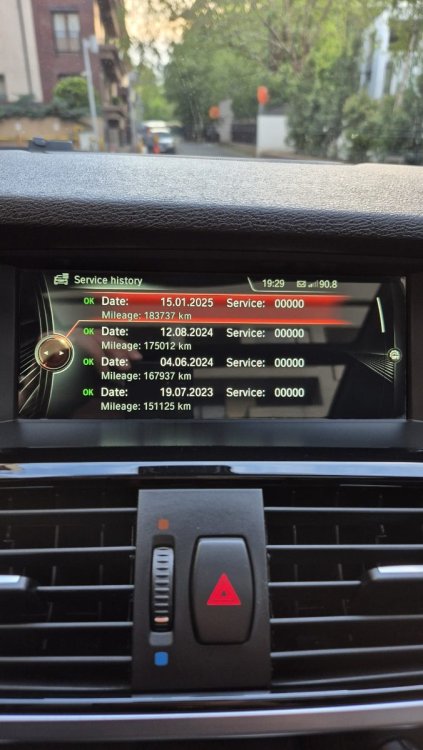 Service history
19:29 90.8
OK Date: 15.01.2025 Service: 00000
Mileage: 183737 km
OK Date: 12.08.2024 Service: 00000
Mileage: 175012 km
OK Date: 04.06.2024 Service: 00000
Mileage: 167937 km
OK Date: 19.07.2023 Service: 00000
Mileage: 151125 km